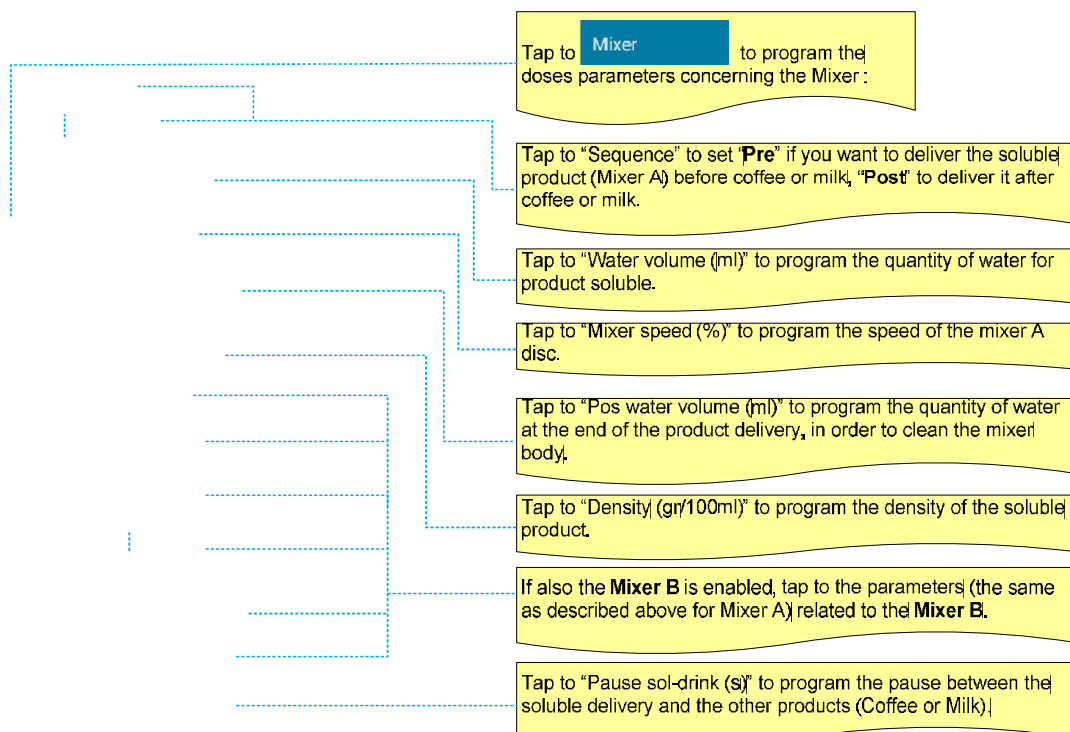 Tap to Mixer to program the
doses parameters concerning the Mixer :
Tap to “Sequence” to set “Pre” if you want to deliver the soluble
product (Mixer A) before coffee or milk, “Post” to deliver it after
coffee or milk.
Tap to “Water volume (ml)” to program the quantity of water for
product soluble.
Tap to “Mixer speed (%)” to program the speed of the mixer A
disc.
Tap to “Pos water volume (ml)” to program the quantity of water
at the end of the product delivery, in order to clean the mixer
body.
Tap to “Density (gr/100ml)” to program the density of the soluble
product.
If also the Mixer B is enabled, tap to the parameters (the same
as described above for Mixer A) related to the Mixer B.
Tap to “Pause sol-drink (s)” to program the pause between the
soluble delivery and the other products (Coffee or Milk).